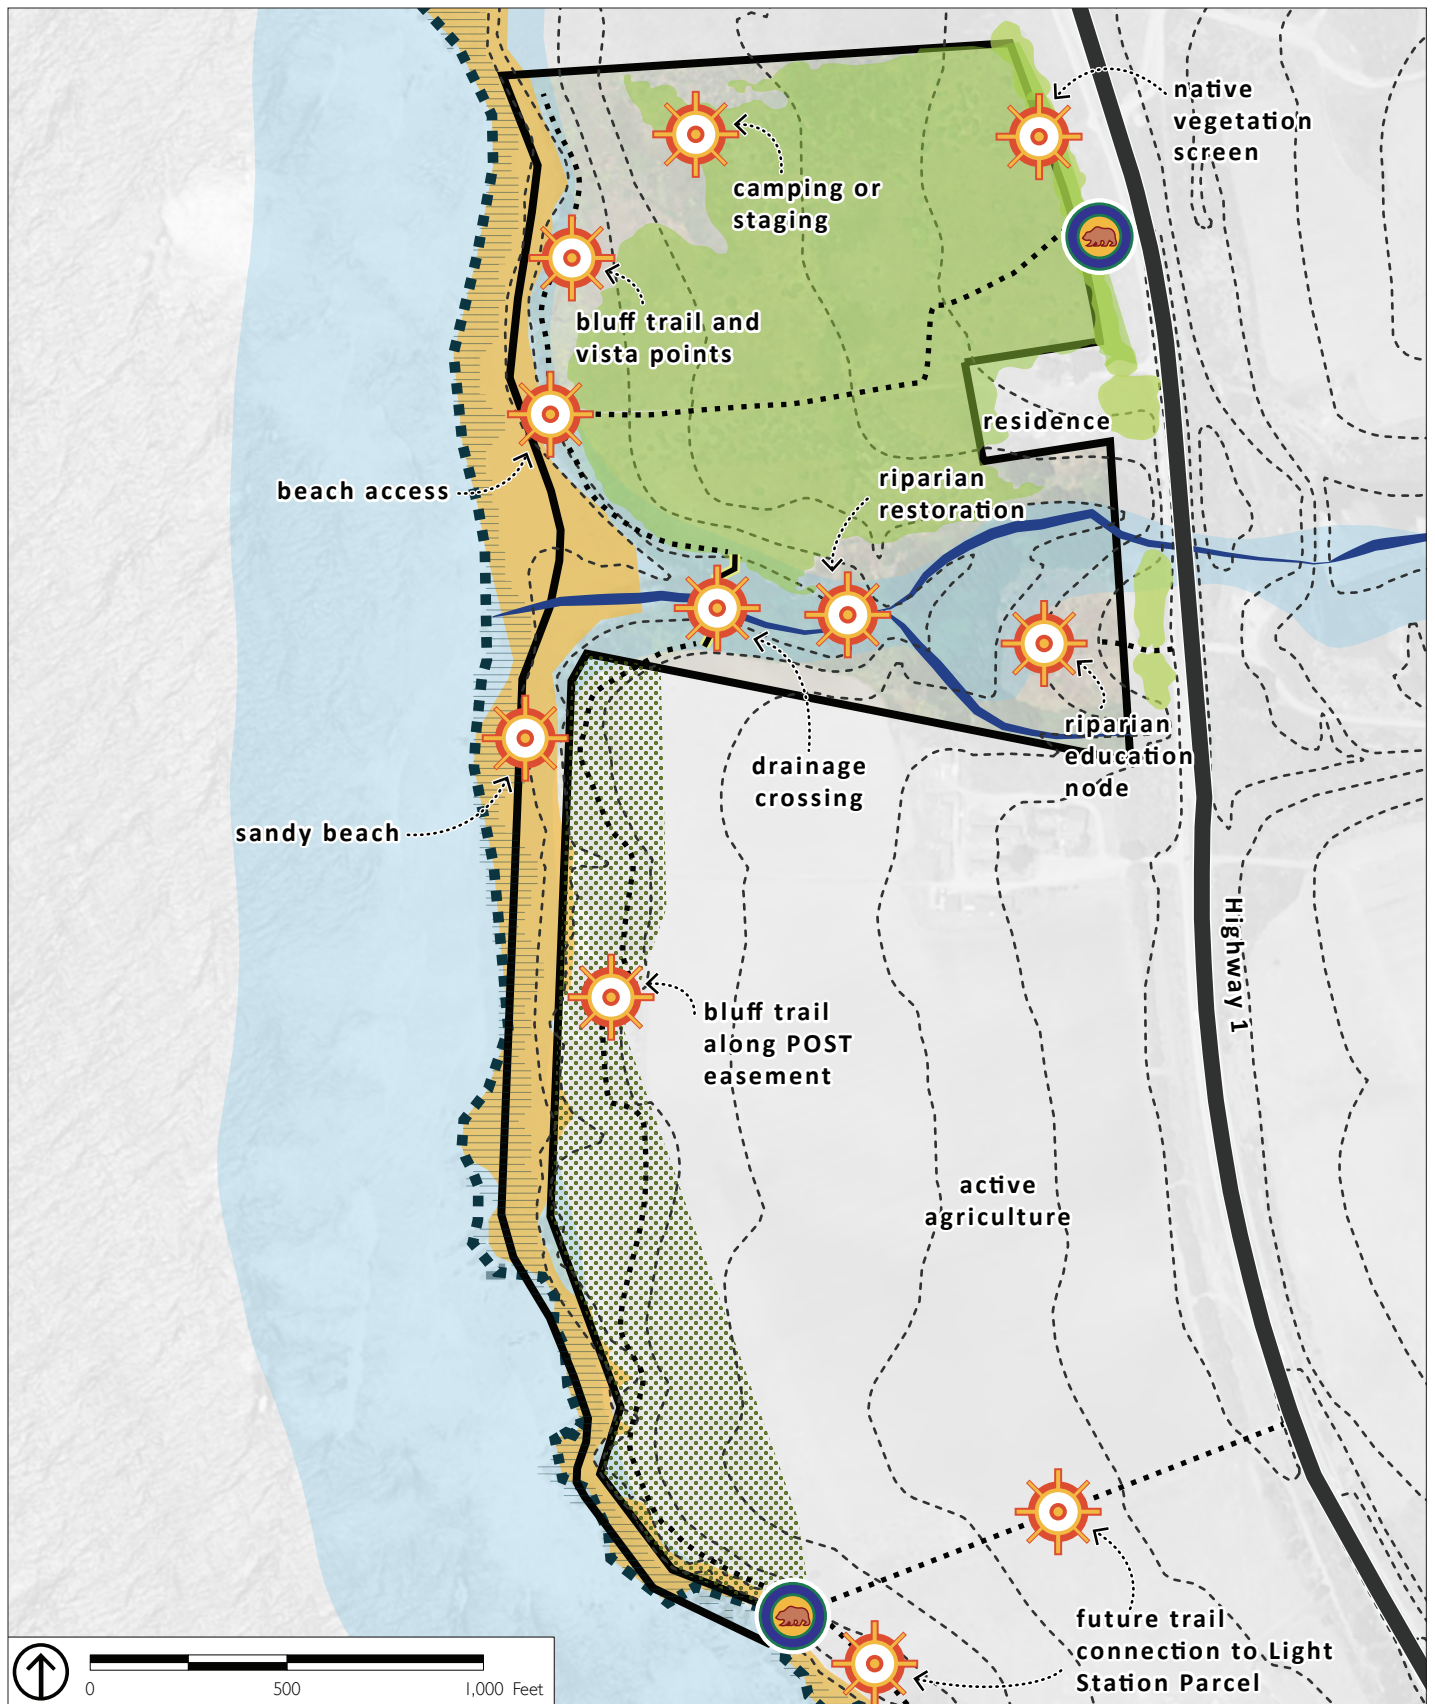 native
vegetation
screen
camping or
staging
bluff trail and
vista points
residence
riparian
restoration
beach access
riparian
education
node
drainage
crossing
sandy beach
Highway 1
bluff trail
along POST
easement
active
agriculture
future trail
connection to Light
Station Parcel
0 500 1,000 Feet